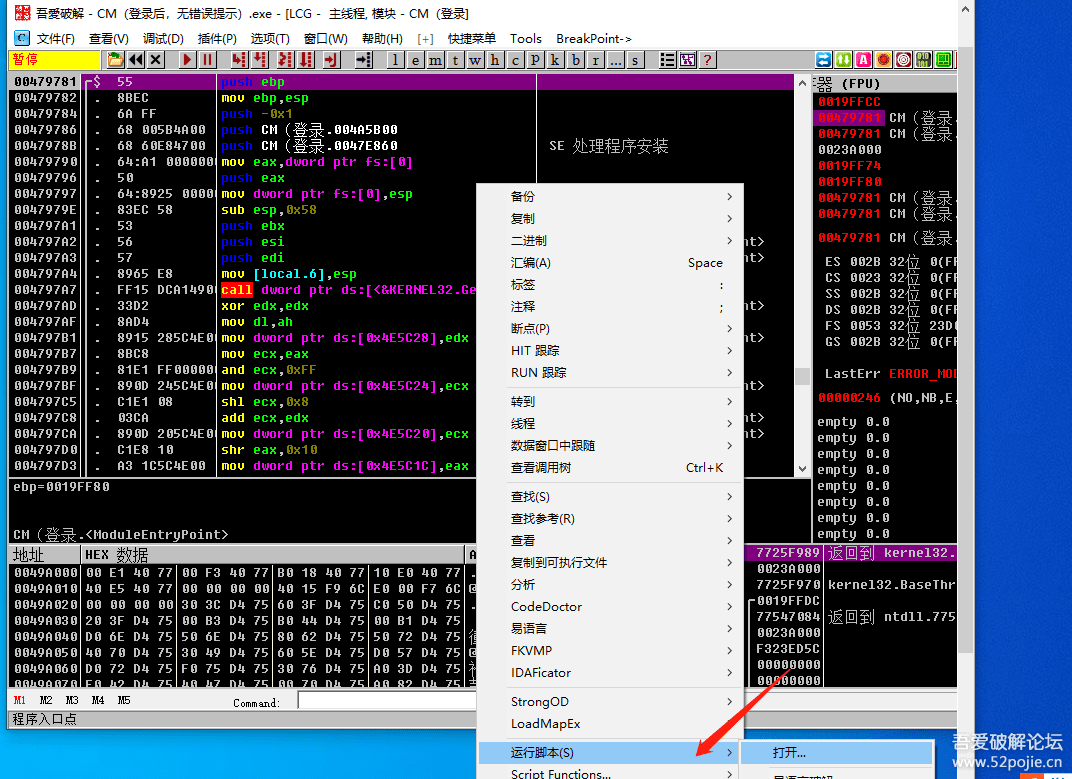 吾爱破解 - CM（登录后，无错误提示）.exe - [LCG - 主线程, 模块 - CM（登录]
文件(F) 查看(V) 调试(D) 插件(P) 选项(T) 窗口(W) 帮助(H) [+] 快捷菜单 Tools BreakPoint->
暂停 l e m t w h c p k b r ... s ?
00479781 $ 55 push ebp
00479782 . 8BEC mov ebp,esp
00479784 . 6A FF push -0x1
00479786 . 68 005B4A00 push CM（登录.004A5B00
0047978B . 68 60E84700 push CM（登录.0047E860 SE 处理程序安装
00479790 . 64:A1 000000 mov eax,dword ptr fs:[0]
00479796 . 50 push eax
00479797 . 64:8925 0000 mov dword ptr fs:[0],esp
0047979E . 83EC 58 sub esp,0x58
004797A1 . 53 push ebx
004797A2 . 56 push esi
004797A3 . 57 push edi
004797A4 . 8965 E8 mov [local.6],esp
004797A7 . FF15 DCA1490 call dword ptr ds:[<&KERNEL32.Ge
004797AD . 33D2 xor edx,edx
004797AF . 8AD4 mov dl,ah
004797B1 . 8915 285C4E0 mov dword ptr ds:[0x4E5C28],edx
004797B7 . 8BC8 mov ecx,eax
004797B9 . 81E1 FF00000 and ecx,0xFF
004797BF . 890D 245C4E0 mov dword ptr ds:[0x4E5C24],ecx
004797C5 . C1E1 08 shl ecx,0x8
004797C8 . 03CA add ecx,edx
004797CA . 890D 205C4E0 mov dword ptr ds:[0x4E5C20],ecx
004797D0 . C1E8 10 shr eax,0x10
004797D3 . A3 1C5C4E00 mov dword ptr ds:[0x4E5C1C],eax
ebp=0019FF80
CM（登录.<ModuleEntryPoint>
地址 HEX 数据 A
0049A000 00 E1 40 77 00 F3 40 77 B0 18 40 77 10 E0 40 77
0049A010 40 E5 40 77 00 00 00 00 40 15 F9 6C E0 00 F7 6C
0049A020 00 00 00 00 30 3C D4 75 60 3F D4 75 C0 50 D4 75
0049A030 20 3F D4 75 00 B3 D4 75 B0 44 D4 75 00 B1 D4 75
0049A040 D0 6E D4 75 50 6E D4 75 80 62 D4 75 50 72 D4 75
0049A050 40 70 D4 75 30 49 D4 75 60 5E D4 75 D0 57 D4 75
0049A060 D0 72 D4 75 F0 75 D4 75 30 76 D4 75 A0 3D D4 75
M1 M2 M3 M4 M5 Command:
程序入口点
备份
复制
二进制
汇编(A) Space
标签 :
注释 ;
断点(P)
HIT 跟踪
RUN 跟踪
转到
线程
数据窗口中跟随
查看调用树 Ctrl+K
查找(S)
查找参考(R)
查看
复制到可执行文件
分析
CodeDoctor
易语言
FKVMP
IDAFicator
StrongOD
LoadMapEx
运行脚本(S) 打开...
Script Functions...
器 (FPU)
0019FFCC
00479781 CM（登录.
00479781 CM（登录.
0023A000
0019FF74
0019FF80
00479781 CM（登录.
00479781 CM（登录.
00479781 CM（登录.
ES 002B 32位 0(FF
CS 0023 32位 0(FF
SS 002B 32位 0(FF
DS 002B 32位 0(FF
FS 0053 32位 23D0
GS 002B 32位 0(FF
LastErr ERROR_MOD
00000246 (NO,NB,E,
empty 0.0
empty 0.0
empty 0.0
empty 0.0
empty 0.0
empty 0.0
empty 0.0
empty 0.0
7725F989 返回到 kernel32.
0023A000
7725F970 kernel32.BaseThr
0019FFDC
77547084 返回到 ntdll.775
0023A000
F323ED5C
00000000
00000000
吾爱破解论坛
www.52pojie.cn